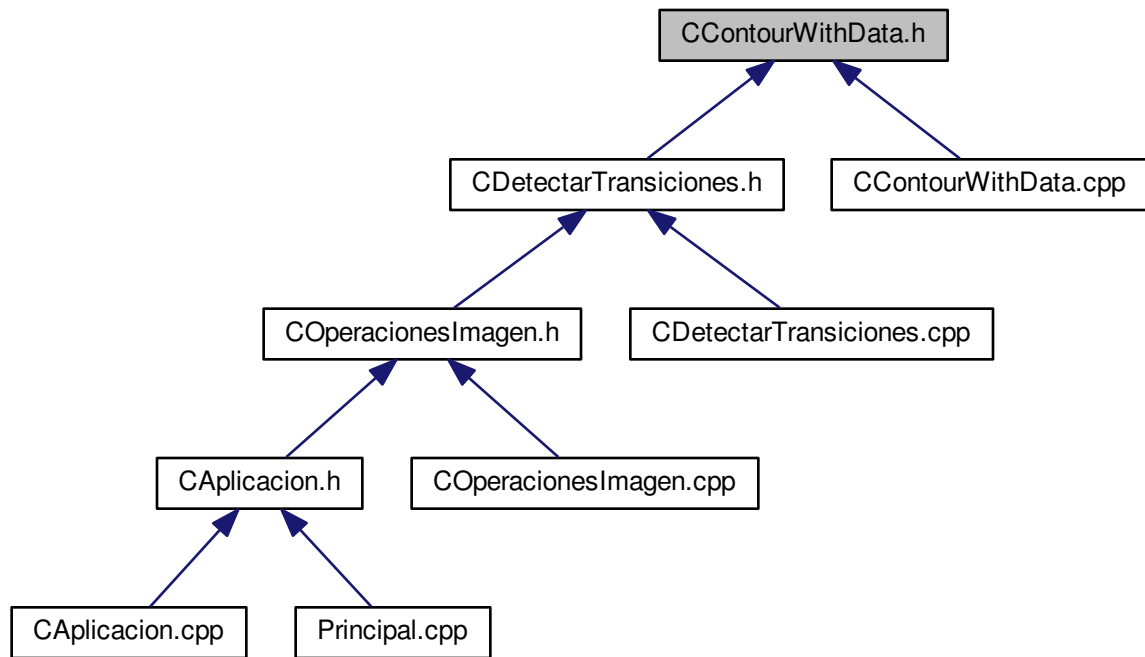 CContourWithData.h
CDetectarTransiciones.h
CContourWithData.cpp
COperacionesImagen.h
CDetectarTransiciones.cpp
CAplicacion.h
COperacionesImagen.cpp
CAplicacion.cpp
Principal.cpp